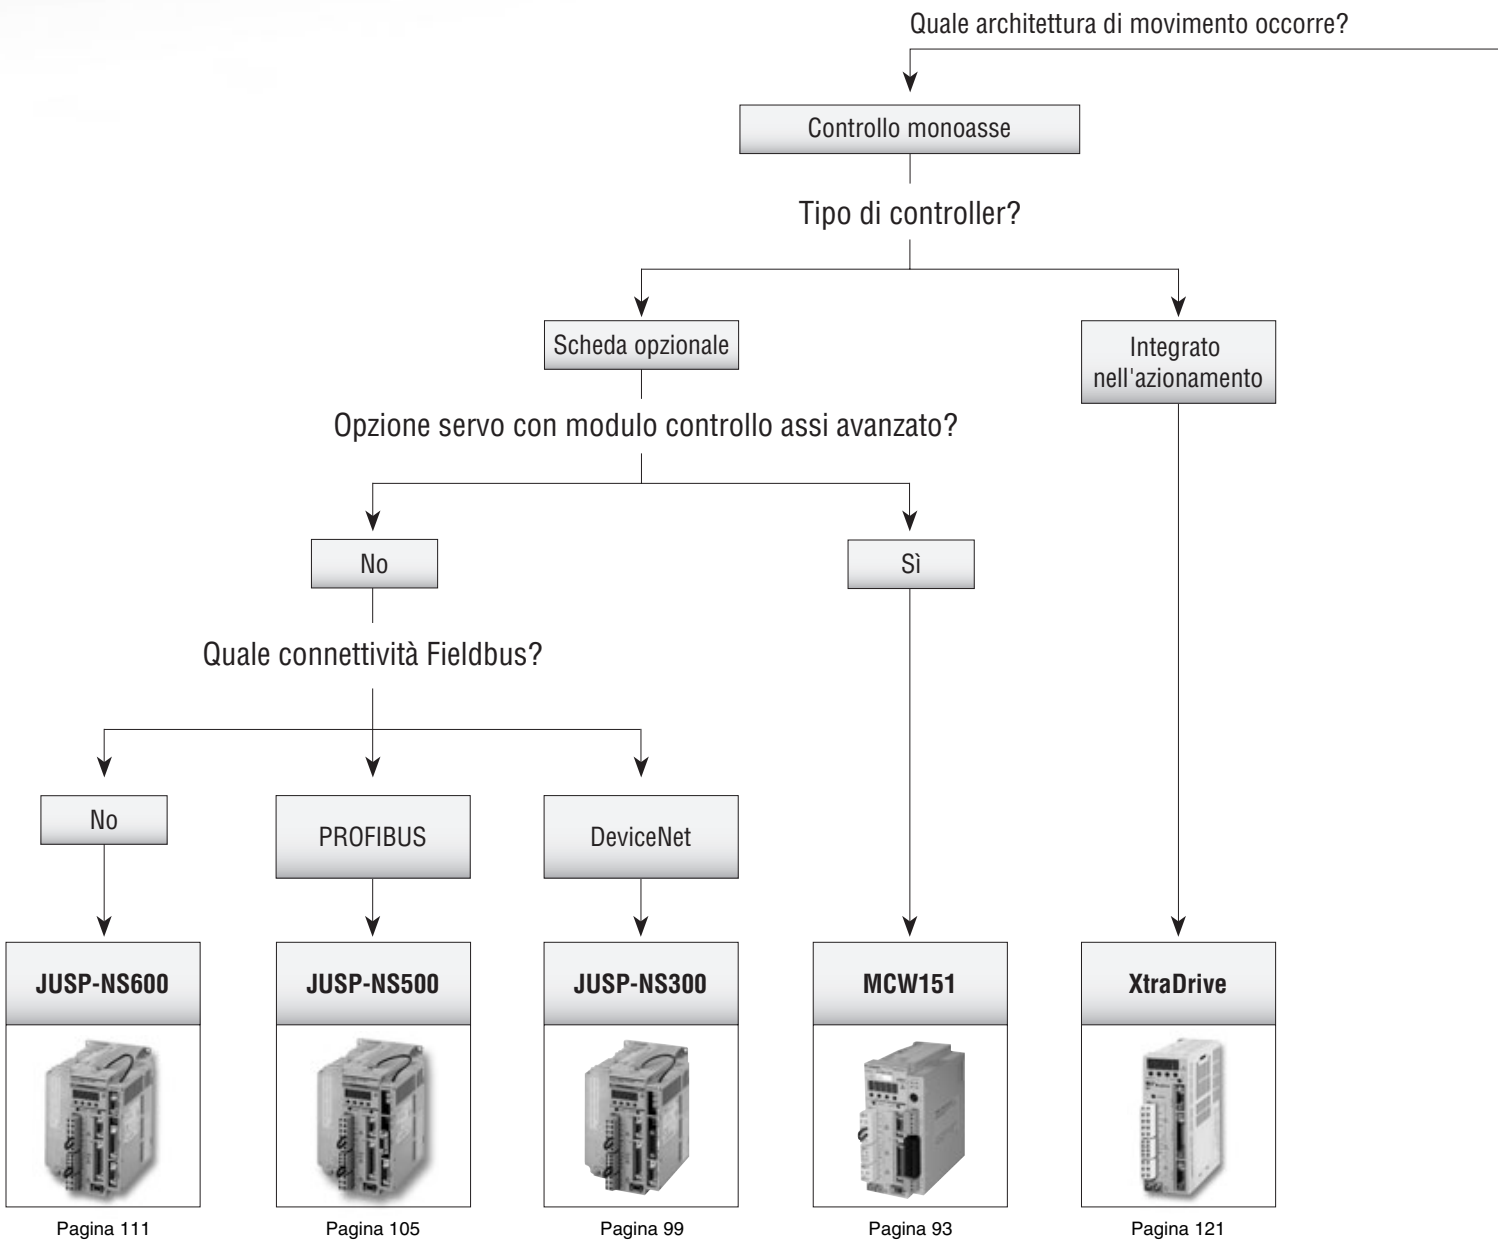 Quale architettura di movimento occorre?
Controllo monoasse
Tipo di controller?
Scheda opzionale
Integrato
nell'azionamento
Opzione servo con modulo controllo assi avanzato?
No
Sì
Quale connettività Fieldbus?
No
PROFIBUS
DeviceNet
JUSP-NS600
JUSP-NS500
JUSP-NS300
MCW151
XtraDrive
Pagina 111
Pagina 105
Pagina 99
Pagina 93
Pagina 121